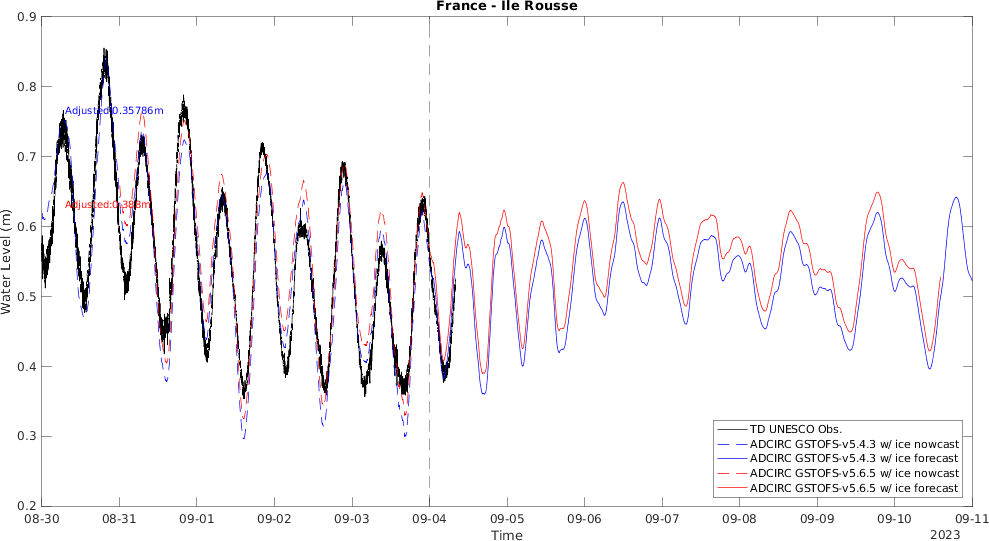 France - Ile Rousse
0.9
0.8
0.7
0.6
0.5
0.4
0.3
0.2
Water Level (m)
Adjusted:0.35786m
Adjusted:0.388m
TD UNESCO Obs.
ADCIRC GSTOFS-v5.4.3 w/ ice nowcast
ADCIRC GSTOFS-v5.4.3 w/ ice forecast
ADCIRC GSTOFS-v5.6.5 w/ ice nowcast
ADCIRC GSTOFS-v5.6.5 w/ ice forecast
08-30 08-31 09-01 09-02 09-03 09-04 09-05 09-06 09-07 09-08 09-09 09-10 09-11
Time
2023